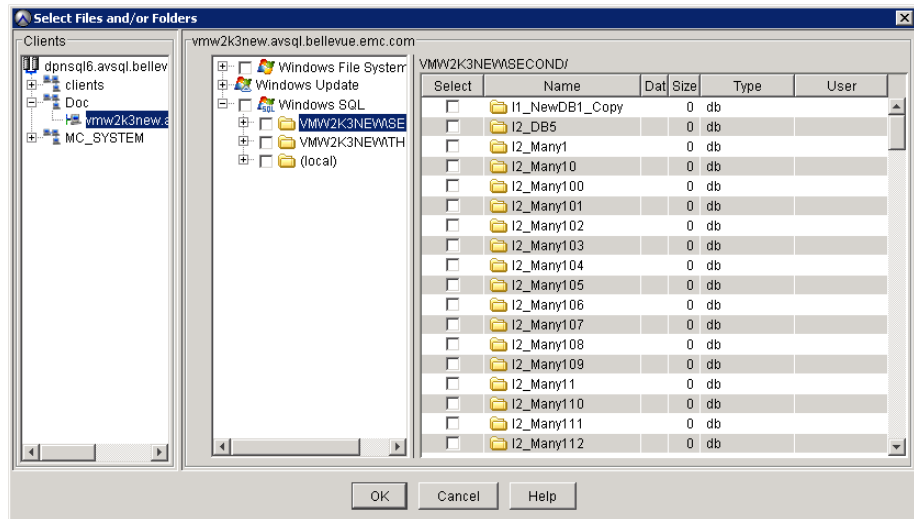 Select Files and/or Folders
Clients
dpnsql6.avsql.bellev
clients
Doc
vmw2k3new.a
MC_SYSTEM
vmw2k3new.avsql.bellevue.emc.com
Windows File System
Windows Update
Windows SQL
VMW2K3NEW\SE
VMW2K3NEW\TH
(local)
VMW2K3NEW\SECOND/
Select Name Dat Size Type User
I1_NewDB1_Copy 0 db
I2_DB5 0 db
I2_Many1 0 db
I2_Many10 0 db
I2_Many100 0 db
I2_Many101 0 db
I2_Many102 0 db
I2_Many103 0 db
I2_Many104 0 db
I2_Many105 0 db
I2_Many106 0 db
I2_Many107 0 db
I2_Many108 0 db
I2_Many109 0 db
I2_Many11 0 db
I2_Many110 0 db
I2_Many111 0 db
I2_Many112 0 db
OK Cancel Help